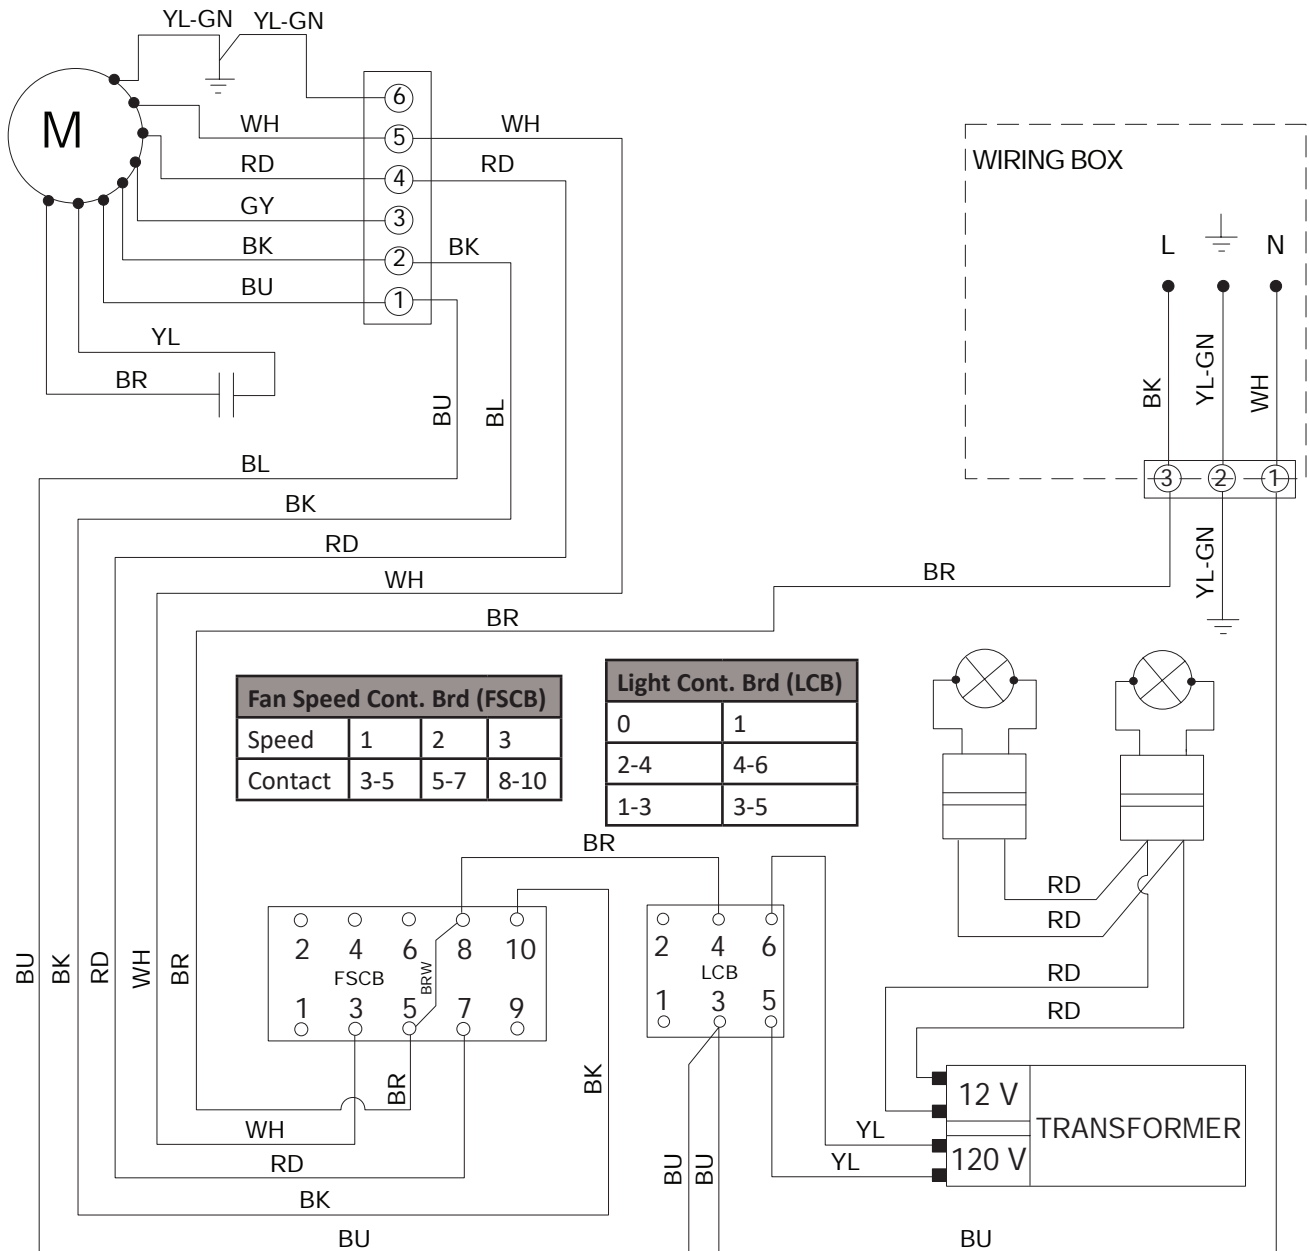 YL-GN YL-GN
6
M
WH 5 WH
RD 4 RD
GY 3
BK 2 BK
BU 1
YL
BR
BU
BL
BL
BK
RD
WH
BR
BR
WIRING BOX
L N
BK
YL-GN
WH
3 2 1
YL-GN
Fan Speed Cont. Brd (FSCB)
Speed 1 2 3
Contact 3-5 5-7 8-10
Light Cont. Brd (LCB)
0 1
2-4 4-6
1-3 3-5
BR
RD
RD
RD
RD
BU
BK
RD
WH
BR
2 4 6 8 10
FSCB
BRW
1 3 5 7 9
2 4 6
LCB
1 3 5
BR
BK
WH
RD
BK
BU
BU
BU
YL
YL
12 V
120 V
TRANSFORMER
BU